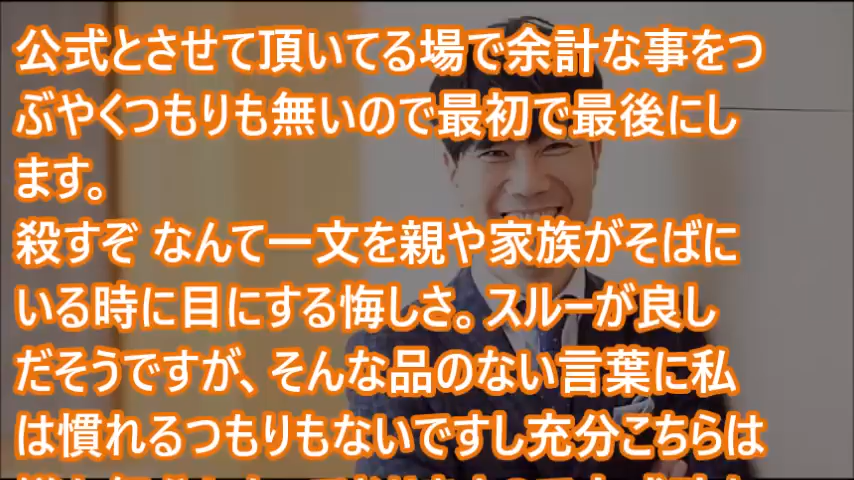 公式とさせて頂いてる場で余計な事をつ
ぶやくつもりも無いので最初で最後にし
ます。
殺すぞ なんて一文を親や家族がそばに
いる時に目にする悔しさ。スルーが良し
だそうですが、そんな品のない言葉に私
は慣れるつもりもないですし充分こちらは